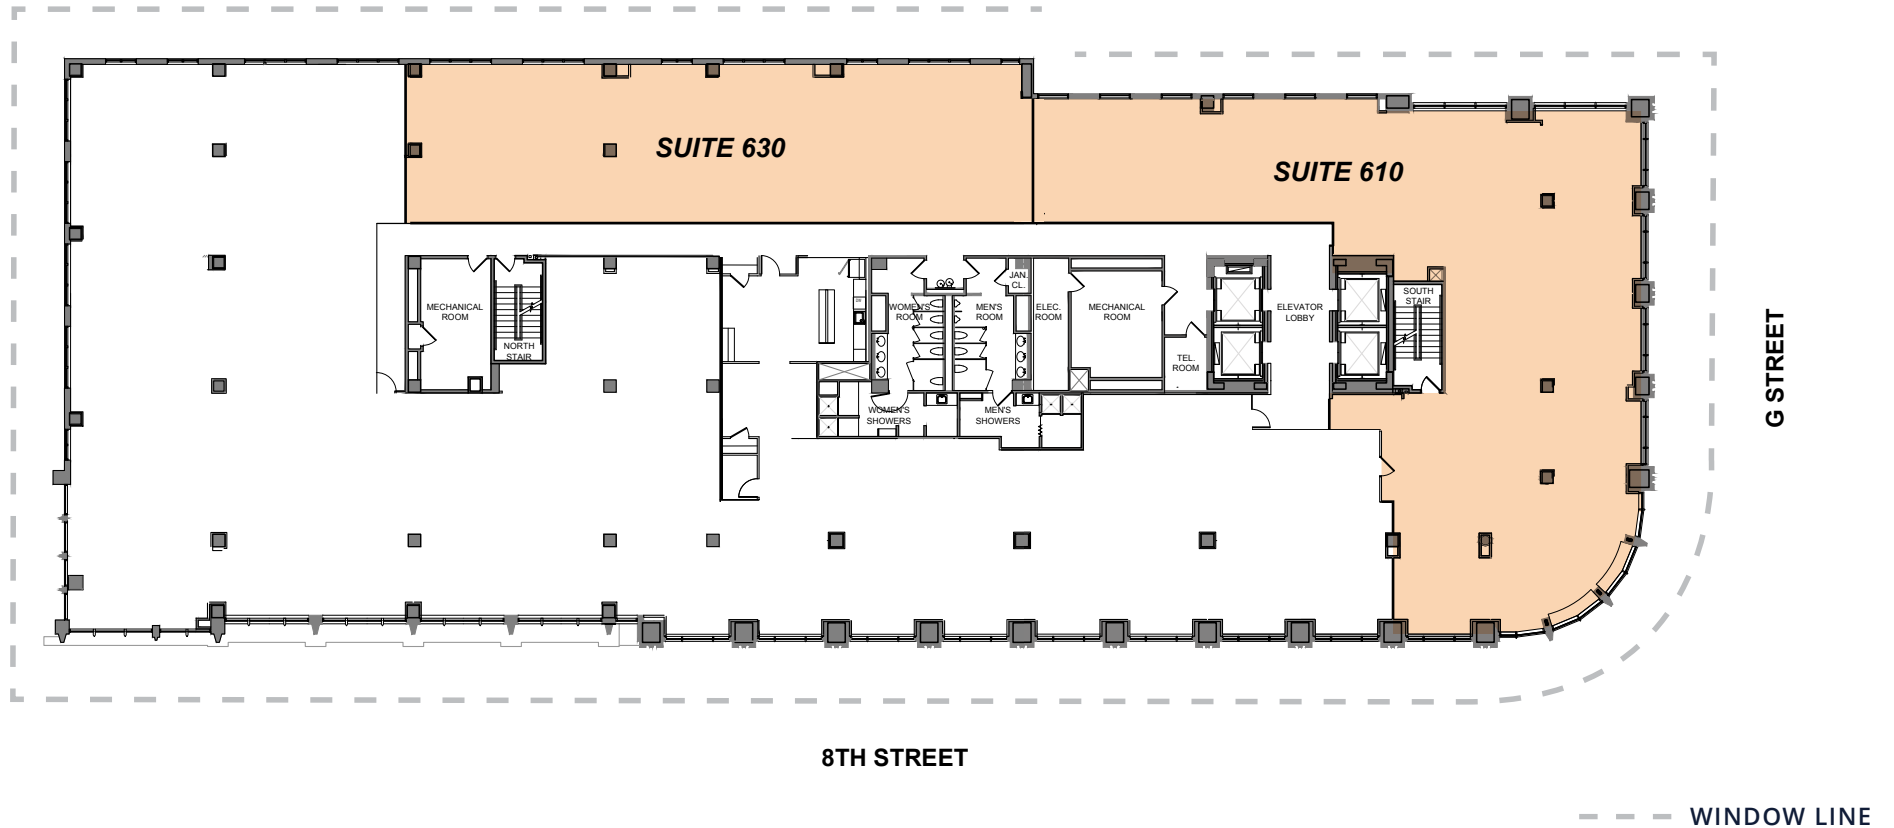 SUITE 630
SUITE 610
MECHANICAL
ROOM
NORTH
STAIR
WOMEN'S
ROOM
MEN'S
ROOM
JAN.
CL.
ELEC.
ROOM
MECHANICAL
ROOM
TEL.
ROOM
ELEVATOR
LOBBY
SOUTH
STAIR
WOMEN'S
SHOWERS
MEN'S
SHOWERS
G STREET
8TH STREET
WINDOW LINE